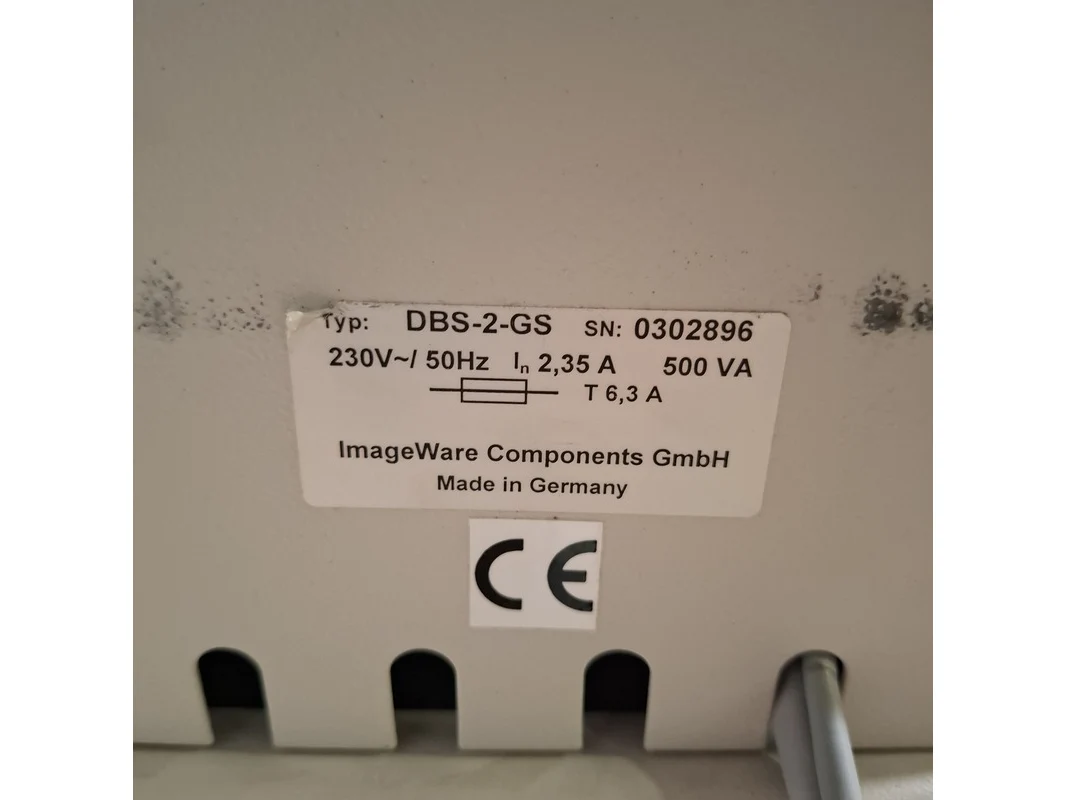 Typ: DBS-2-GS SN: 0302896
230V~/ 50Hz In 2,35 A 500 VA
T 6,3 A
ImageWare Components GmbH
Made in Germany
CE